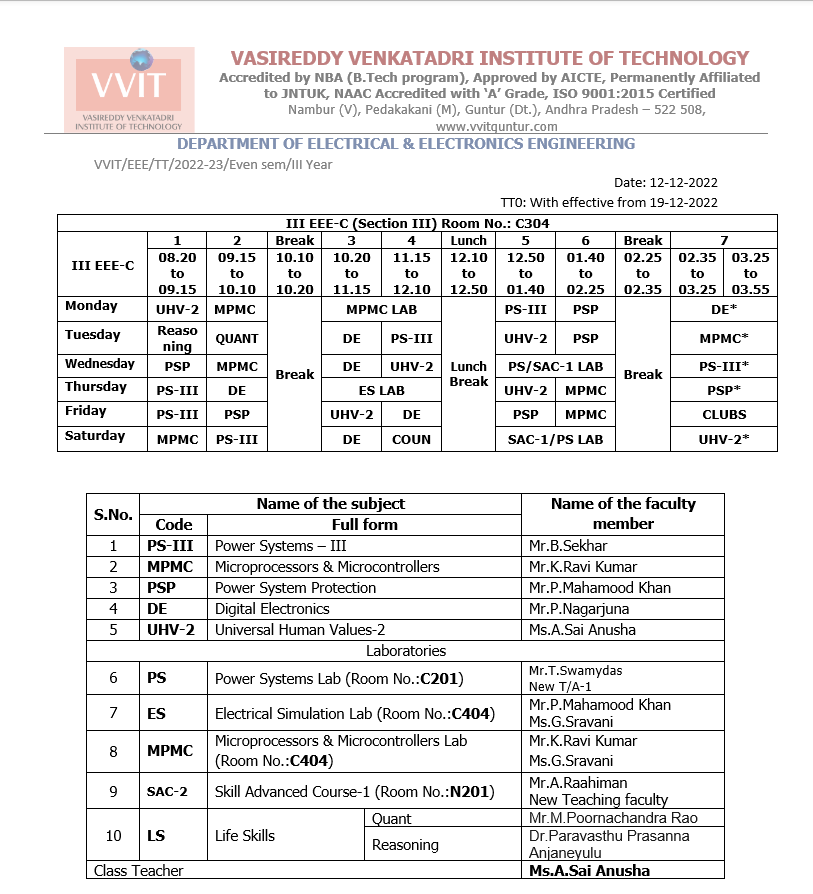 VVIT
VASIREDDY VENKATADRI
INSTITUTE OF TECHNOLOGY
VASIREDDY VENKATADRI INSTITUTE OF TECHNOLOGY
Accredited by NBA (B.Tech program), Approved by AICTE, Permanently Affiliated
to JNTUK, NAAC Accredited with ‘A’ Grade, ISO 9001:2015 Certified
Nambur (V), Pedakakani (M), Guntur (Dt.), Andhra Pradesh – 522 508,
www.vvitguntur.com
DEPARTMENT OF ELECTRICAL & ELECTRONICS ENGINEERING
VVIT/EEE/TT/2022-23/Even sem/III Year
Date: 12-12-2022
TT0: With effective from 19-12-2022
III EEE-C (Section III) Room No.: C304
III EEE-C 1 2 Break 3 4 Lunch 5 6 Break 7
08.20 09.15 10.10 10.20 11.15 12.10 12.50 01.40 02.25 02.35 03.25
to to to to to to to to to to to
09.15 10.10 10.20 11.15 12.10 12.50 01.40 02.25 02.35 03.25 03.55
Monday UHV-2 MPMC MPMC LAB PS-III PSP DE*
Tuesday Reaso
ning QUANT DE PS-III UHV-2 PSP MPMC*
Wednesday PSP MPMC Break DE UHV-2 Lunch
Break PS/SAC-1 LAB Break PS-III*
Thursday PS-III DE ES LAB UHV-2 MPMC PSP*
Friday PS-III PSP UHV-2 DE PSP MPMC CLUBS
Saturday MPMC PS-III DE COUN SAC-1/PS LAB UHV-2*
S.No. Name of the subject Name of the faculty
member
Code Full form
1 PS-III Power Systems – III Mr.B.Sekhar
2 MPMC Microprocessors & Microcontrollers Mr.K.Ravi Kumar
3 PSP Power System Protection Mr.P.Mahamood Khan
4 DE Digital Electronics Mr.P.Nagarjuna
5 UHV-2 Universal Human Values-2 Ms.A.Sai Anusha
Laboratories
6 PS Power Systems Lab (Room No.:C201) Mr.T.Swamydas
New T/A-1
7 ES Electrical Simulation Lab (Room No.:C404) Mr.P.Mahamood Khan
Ms.G.Sravani
8 MPMC Microprocessors & Microcontrollers Lab Mr.K.Ravi Kumar
(Room No.:C404) Ms.G.Sravani
9 SAC-2 Skill Advanced Course-1 (Room No.:N201) Mr.A.Raahiman
New Teaching faculty
10 LS Life Skills Quant Mr.M.Poornachandra Rao
Reasoning Dr.Paravasthu Prasanna
Anjaneyulu
Class Teacher Ms.A.Sai Anusha